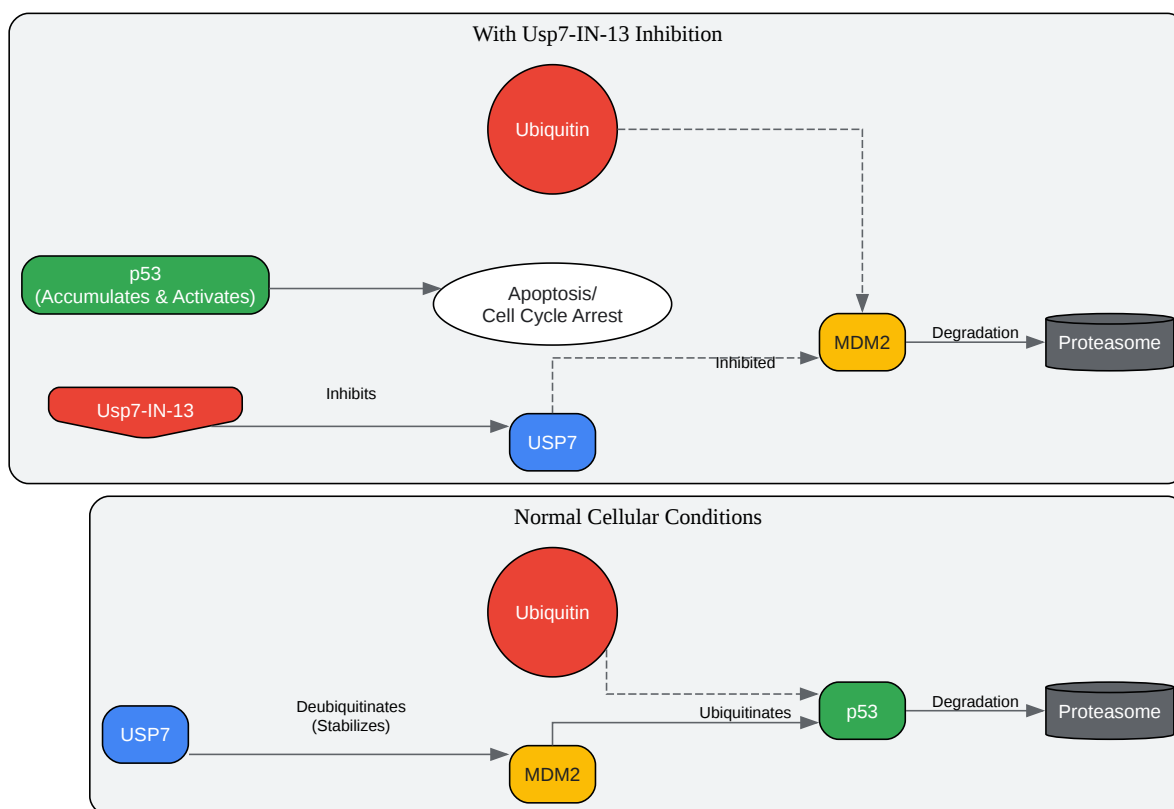 With Usp7-IN-13 Inhibition
Ubiquitin
p53
(Accumulates & Activates)
Apoptosis/
Cell Cycle Arrest
MDM2
Degradation
Proteasome
Inhibited
Usp7-IN-13
Inhibits
USP7
Normal Cellular Conditions
Ubiquitin
USP7
Deubiquitinates
(Stabilizes)
MDM2
Ubiquitinates
p53
Degradation
Proteasome